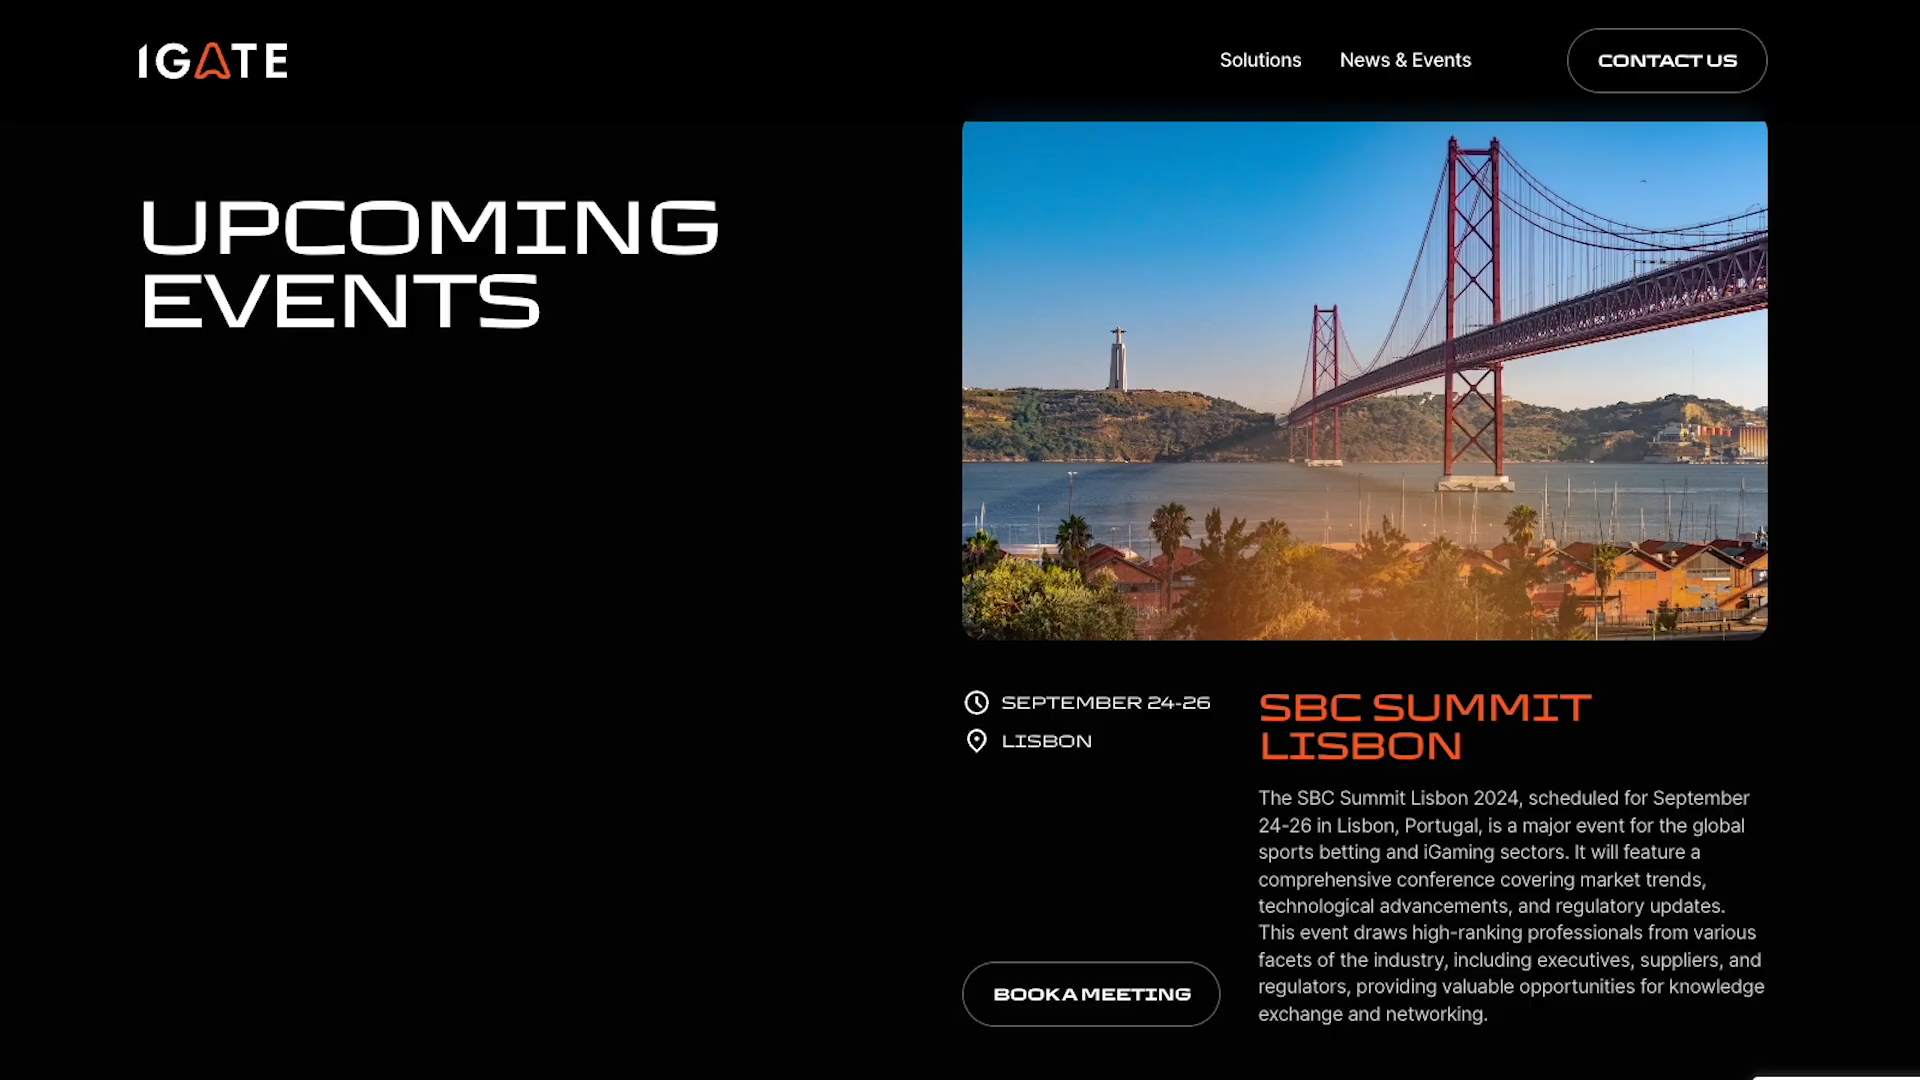 IGATE
Solutions
News & Events
CONTACT US
UPCOMING
EVENTS
SEPTEMBER 24-26
LISBON
SBC SUMMIT
LISBON
The SBC Summit Lisbon 2024, scheduled for September
24-26 in Lisbon, Portugal, is a major event for the global
sports betting and iGaming sectors. It will feature a
comprehensive conference covering market trends,
technological advancements, and regulatory updates.
This event draws high-ranking professionals from various
facets of the industry, including executives, suppliers, and
regulators, providing valuable opportunities for knowledge
exchange and networking.
BOOK A MEETING